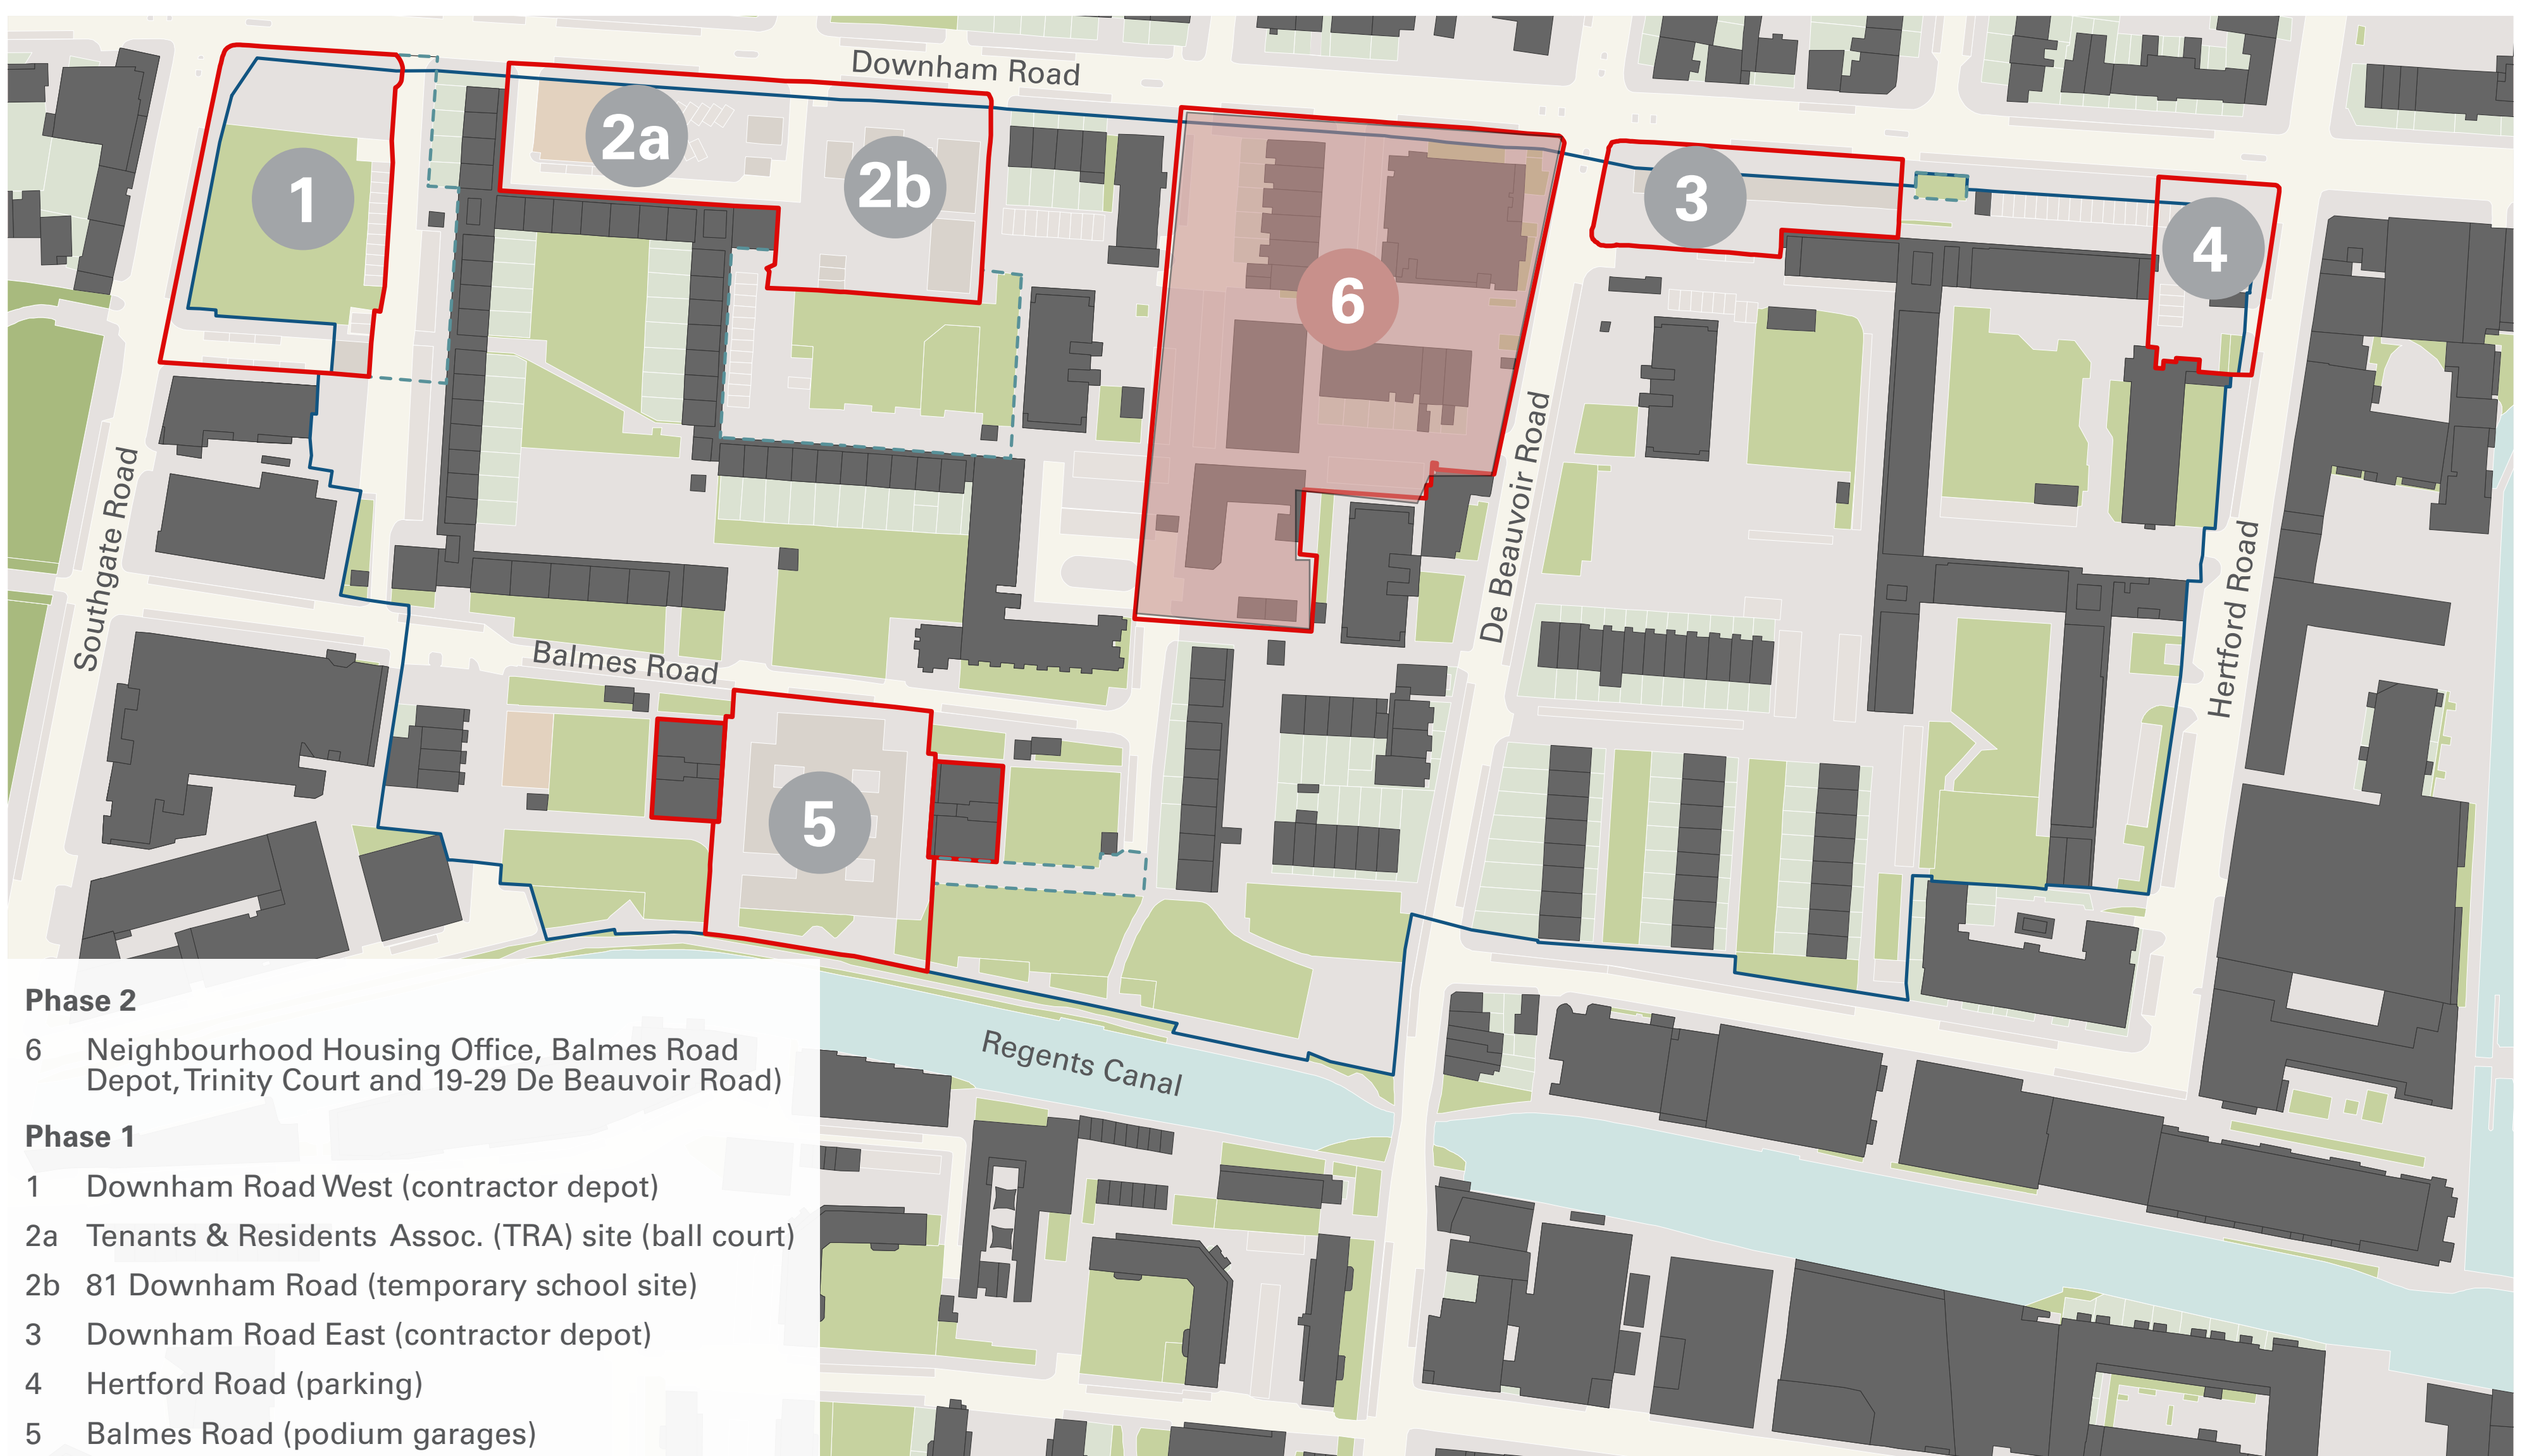 Downham Road
1
2a
2b
3
4
6
5
Southgate Road
Balmes Road
De Beauvoir Road
Hertford Road
Regents Canal
Phase 2
6 Neighbourhood Housing Office, Balmes Road
Depot, Trinity Court and 19-29 De Beauvoir Road)
Phase 1
1 Downham Road West (contractor depot)
2a Tenants & Residents Assoc. (TRA) site (ball court)
2b 81 Downham Road (temporary school site)
3 Downham Road East (contractor depot)
4 Hertford Road (parking)
5 Balmes Road (podium garages)